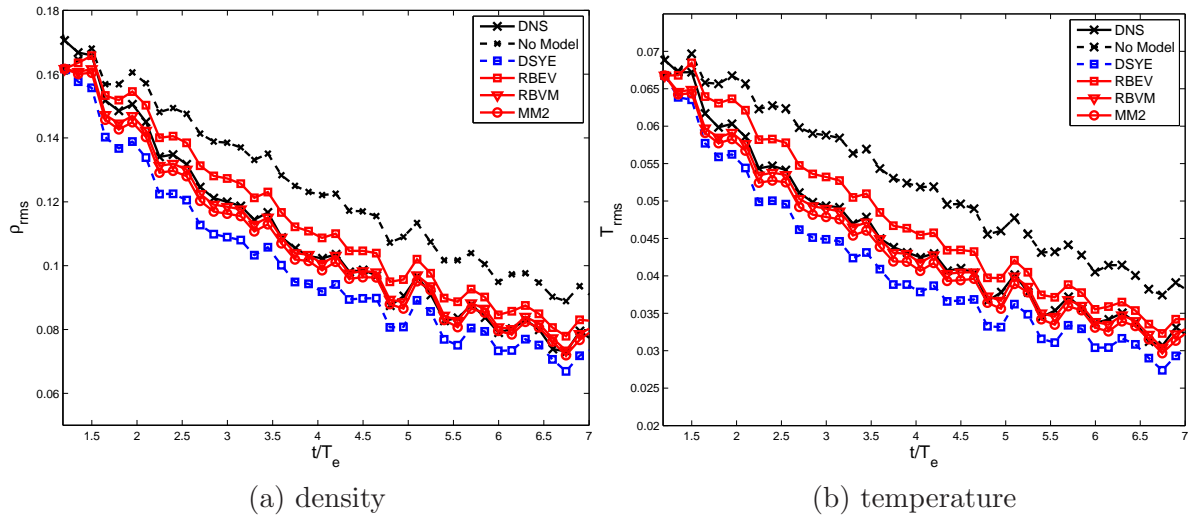 0.18
0.16
0.14
0.12
0.1
0.08
0.06
ρrms
1.5 2 2.5 3 3.5 4 4.5 5 5.5 6 6.5 7
t/T_e
DNS
No Model
DSYE
RBEV
RBVM
MM2
(a) density
0.07
0.065
0.06
0.055
0.05
0.045
0.04
0.035
0.03
0.025
0.02
Trms
1.5 2 2.5 3 3.5 4 4.5 5 5.5 6 6.5 7
t/T_e
DNS
No Model
DSYE
RBEV
RBVM
MM2
(b) temperature